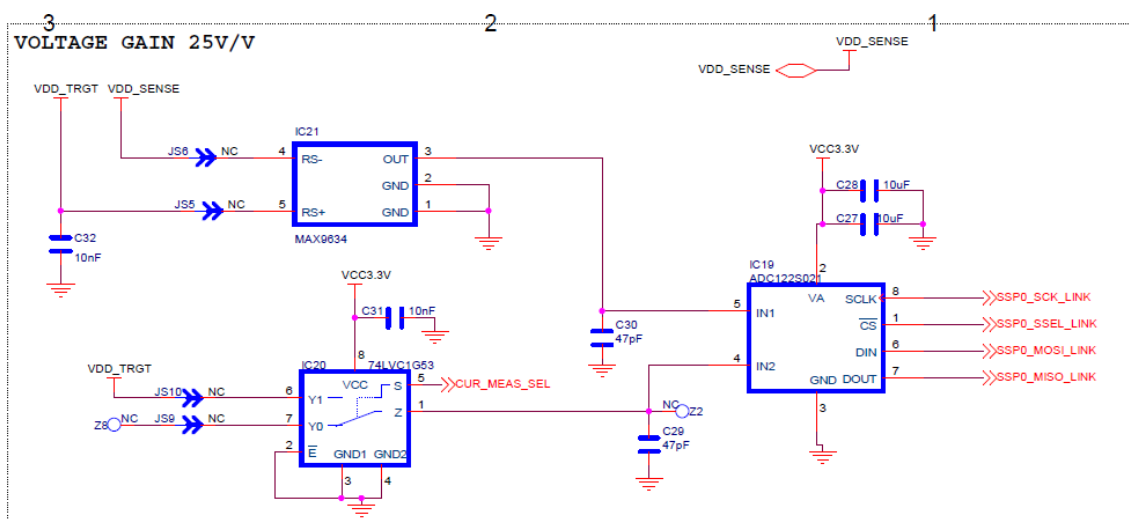 3 2 1
VOLTAGE GAIN 25V/V
VDD_SENSE
VDD_SENSE
VDD_TRGT VDD_SENSE
IC21
JS6 NC 4 RS- OUT 3
GND 2
JS5 NC 5 RS+ GND 1
MAX9634
C32
10nF
VCC3.3V
C28 10uF
C27 10uF
IC19
ADC122S021
2
VA
5 IN1
4 IN2
SCLK 8 SSP0_SCK_LINK
CS 1 SSP0_SSEL_LINK
DIN 6 SSP0_MOSI_LINK
GND DOUT 7 SSP0_MISO_LINK
3
C30
47pF
VCC3.3V
C31 10nF
8
IC20 74LVC1G53
VCC S 5 CUR_MEAS_SEL
VDD_TRGT
JS10 NC 6 Y1
Z 1
Z8 NC JS9 NC 7 Y0
2 E
GND1 GND2
3 4
NC Z2
C29
47pF